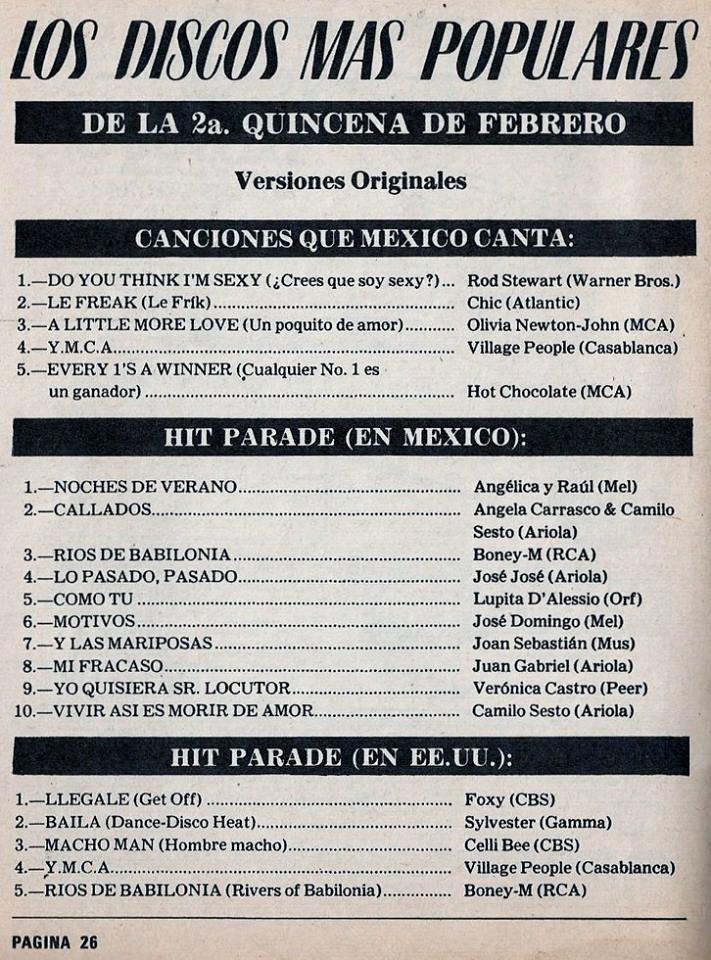 LOS DISCOS MAS POPULARES
DE LA 2a. QUINCENA DE FEBRERO
Versiones Originales
CANCIONES QUE MEXICO CANTA:
1.—DO YOU THINK I'M SEXY (¿Crees que soy sexy?)... Rod Stewart (Warner Bros.)
2.—LE FREAK (Le Frík)........................................ Chic (Atlantic)
3.—A LITTLE MORE LOVE (Un poquito de amor).......... Olivia Newton-John (MCA)
4.—Y.M.C.A............................................................ Village People (Casablanca)
5.—EVERY 1'S A WINNER (Cualquier No. 1 es
un ganador) .................................................... Hot Chocolate (MCA)
HIT PARADE (EN MEXICO):
1.—NOCHES DE VERANO....................................... Angélica y Raúl (Mel)
2.—CALLADOS...................................................... Angela Carrasco & Camilo
Sesto (Ariola)
3.—RIOS DE BABILONIA........................................ Boney-M (RCA)
4.—LO PASADO, PASADO....................................... José José (Ariola)
5.—COMO TU ........................................................ Lupita D'Alessio (Orf)
6.—MOTIVOS......................................................... José Domingo (Mel)
7.—Y LAS MARIPOSAS........................................... Joan Sebastián (Mus)
8.—MI FRACASO.................................................... Juan Gabriel (Ariola)
9.—YO QUISIERA SR. LOCUTOR.............................. Verónica Castro (Peer)
10.—VIVIR ASI ES MORIR DE AMOR.......................... Camilo Sesto (Ariola)
HIT PARADE (EN EE.UU.):
1.—LLEGALE (Get Off) .......................................... Foxy (CBS)
2.—BAILA (Dance-Disco Heat)................................. Sylvester (Gamma)
3.—MACHO MAN (Hombre macho)............................ Celli Bee (CBS)
4.—Y.M.C.A........................................................... Village People (Casablanca)
5.—RIOS DE BABILONIA (Rivers of Babilonia)............ Boney-M (RCA)
PAGINA 26